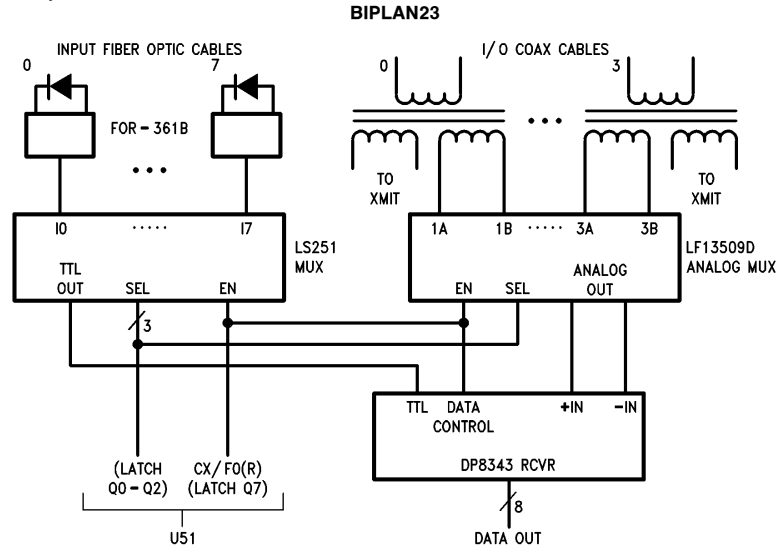 BIPLAN23
INPUT FIBER OPTIC CABLES
0
7
I/O COAX CABLES
0
3
FOR-361B
TO
XMIT
TO
XMIT
I0
I7
LS251
MUX
TTL
OUT
SEL
EN
1A
1B
3A
3B
LF13509D
ANALOG MUX
ANALOG
OUT
EN
SEL
3
TTL
DATA
CONTROL
+IN
-IN
DP8343 RCVR
(LATCH
Q0-Q2)
CX/FO(R)
(LATCH Q7)
U51
8
DATA OUT